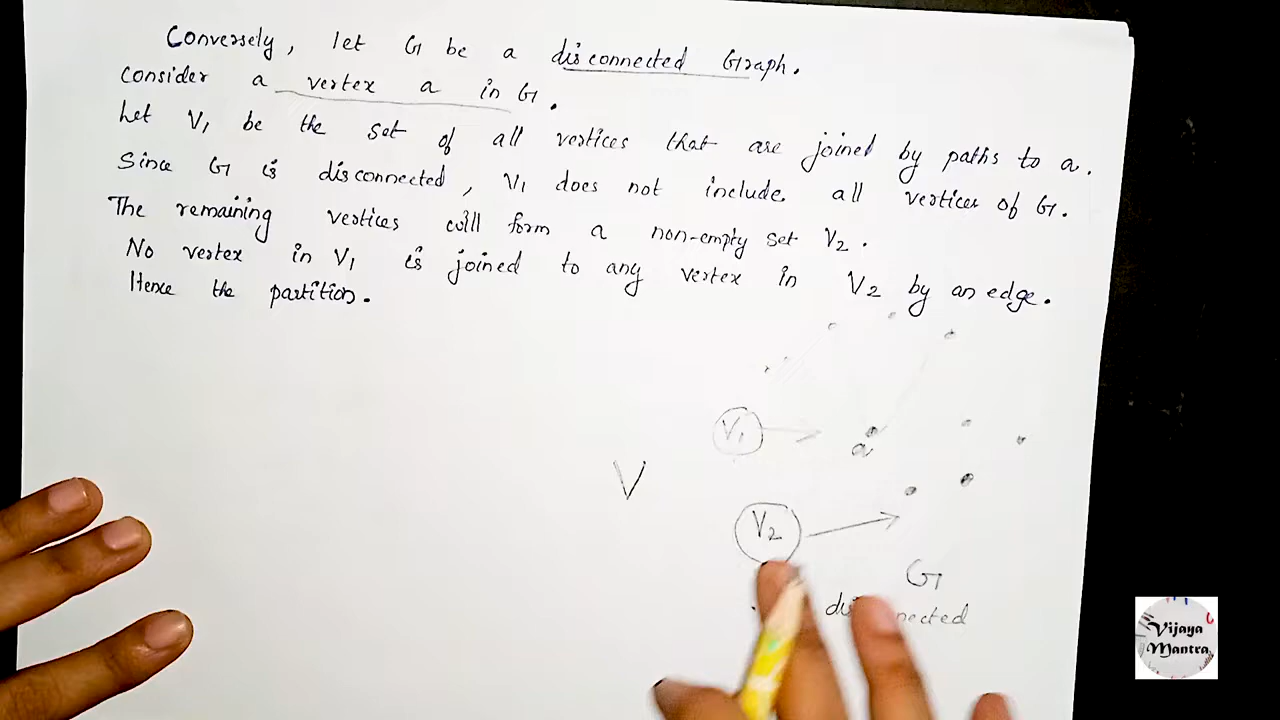 Conversely, let G be a disconnected Graph.
Consider a vertex a in G.
Let V1 be the set of all vertices that are joined by paths to a.
Since G is disconnected, V1 does not include all vertices of G.
The remaining vertices will form a non-empty set V2.
No vertex in V1 is joined to any vertex in V2 by an edge.
Hence the partition.
V1
a
V
V2
G
Vijaya
Mantra